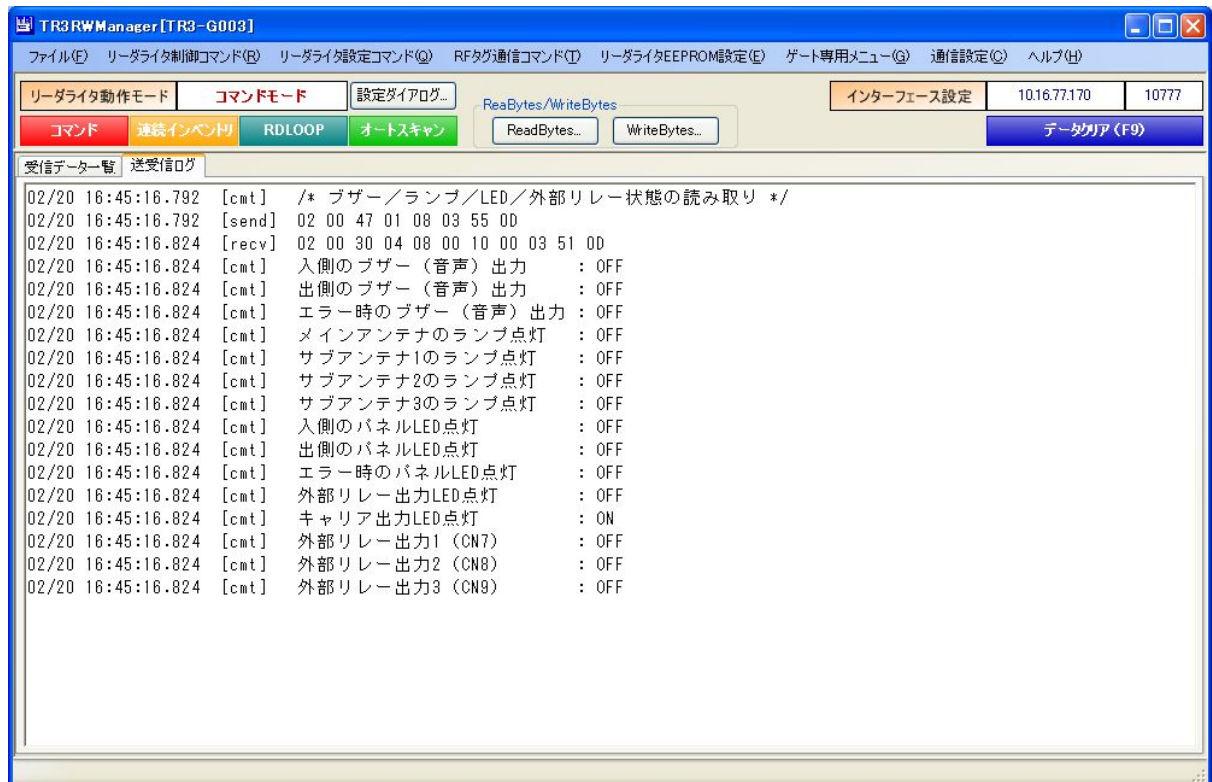 TR3RWManager[TR3-G003]
ファイル(F) リーダライタ制御コマンド(R) リーダライタ設定コマンド(Q) RFタグ通信コマンド(T) リーダライタEEPROM設定(E) ゲート専用メニュー(G) 通信設定(C) ヘルプ(H)
リーダライタ動作モード コマンドモード 設定ダイアログ... ReaBytes/WriteBytes インターフェース設定 10.16.77.170 10777
コマンド 連続インベントリ RDLOOP オートスキャン ReadBytes... WriteBytes... データクリア(F9)
受信データ一覧 送受信ログ
02/20 16:45:16.792 [cmt] /* ブザー／ランプ／LED／外部リレー状態の読み取り */
02/20 16:45:16.792 [send] 02 00 47 01 08 03 55 0D
02/20 16:45:16.824 [recv] 02 00 30 04 08 00 10 00 03 51 0D
02/20 16:45:16.824 [cmt] 入側のブザー（音声）出力 : OFF
02/20 16:45:16.824 [cmt] 出側のブザー（音声）出力 : OFF
02/20 16:45:16.824 [cmt] エラー時のブザー（音声）出力 : OFF
02/20 16:45:16.824 [cmt] メインアンテナのランプ点灯 : OFF
02/20 16:45:16.824 [cmt] サブアンテナ1のランプ点灯 : OFF
02/20 16:45:16.824 [cmt] サブアンテナ2のランプ点灯 : OFF
02/20 16:45:16.824 [cmt] サブアンテナ3のランプ点灯 : OFF
02/20 16:45:16.824 [cmt] 入側のパネルLED点灯 : OFF
02/20 16:45:16.824 [cmt] 出側のパネルLED点灯 : OFF
02/20 16:45:16.824 [cmt] エラー時のパネルLED点灯 : OFF
02/20 16:45:16.824 [cmt] 外部リレー出力LED点灯 : OFF
02/20 16:45:16.824 [cmt] キャリア出力LED点灯 : ON
02/20 16:45:16.824 [cmt] 外部リレー出力1（CN7） : OFF
02/20 16:45:16.824 [cmt] 外部リレー出力2（CN8） : OFF
02/20 16:45:16.824 [cmt] 外部リレー出力3（CN9） : OFF